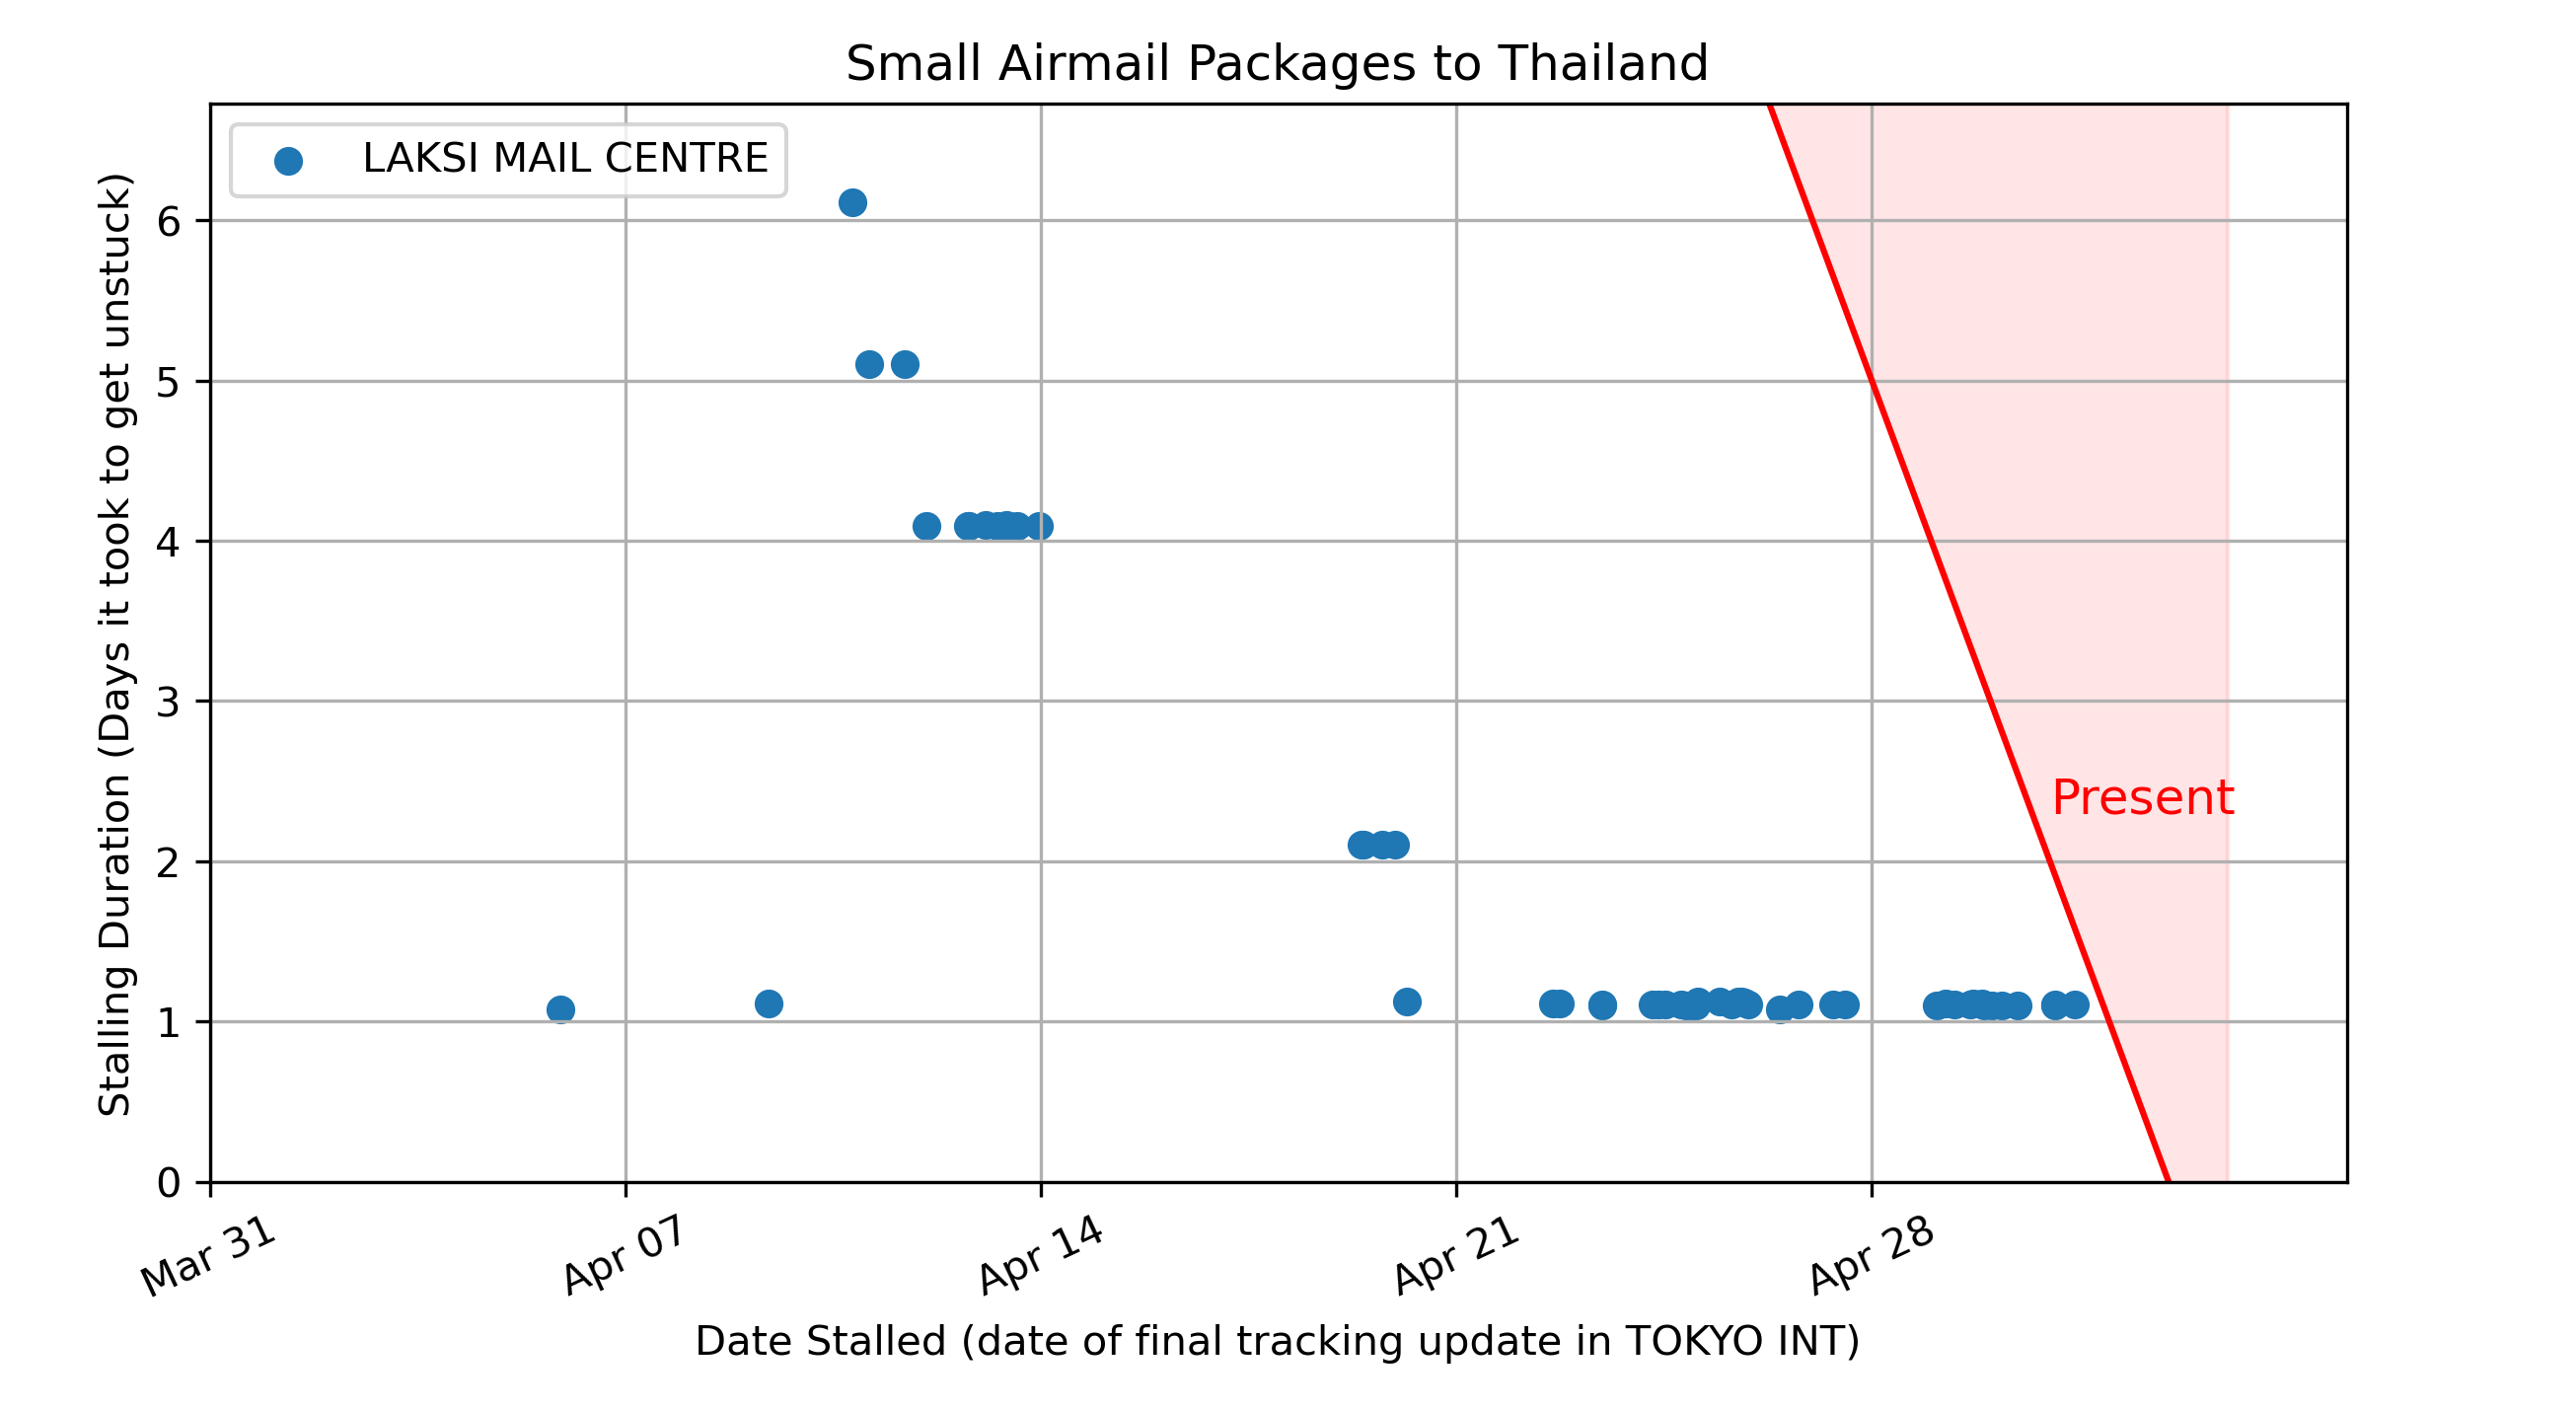 Small Airmail Packages to Thailand
LAKSI MAIL CENTRE
Stalling Duration (Days it took to get unstuck)
6
5
4
3
2
1
0
Present
Mar 31
Apr 07
Apr 14
Apr 21
Apr 28
Date Stalled (date of final tracking update in TOKYO INT)